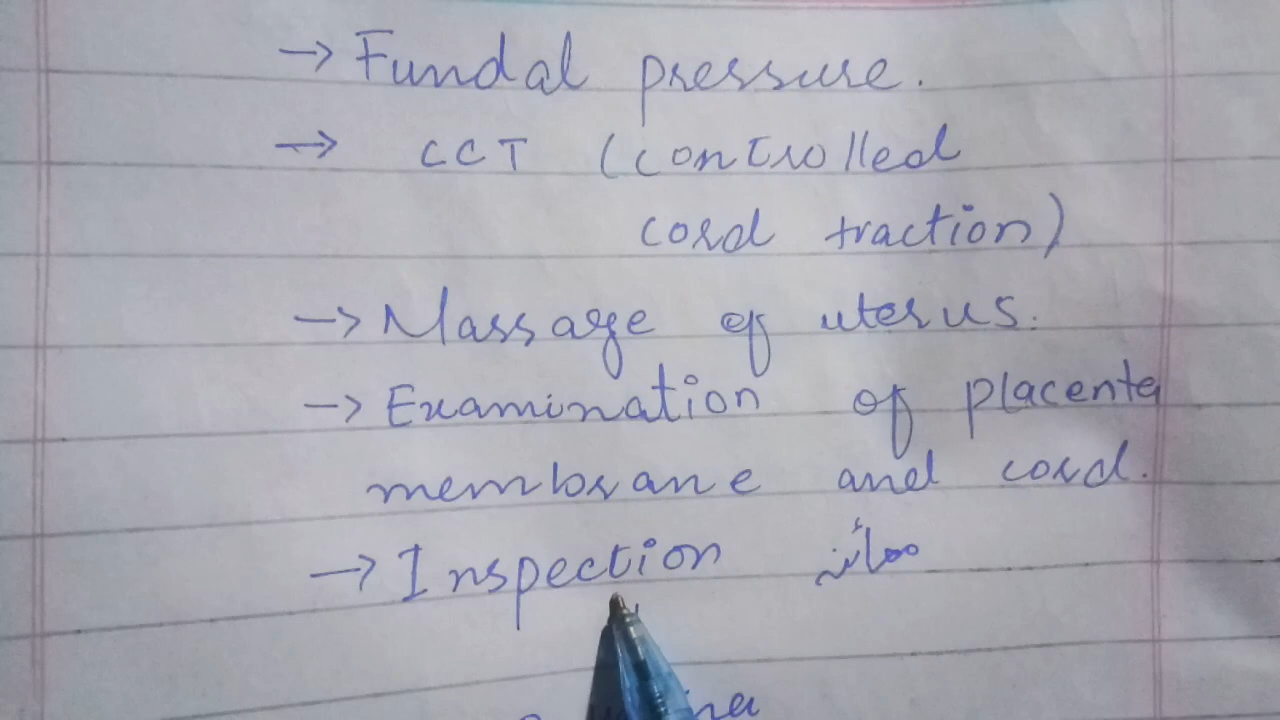 → Fundal pressure.
→ CCT (controlled
cord traction)
→ Massage of uterus.
→ Examination of placenta
membrane and cord.
→ Inspection معائنہ